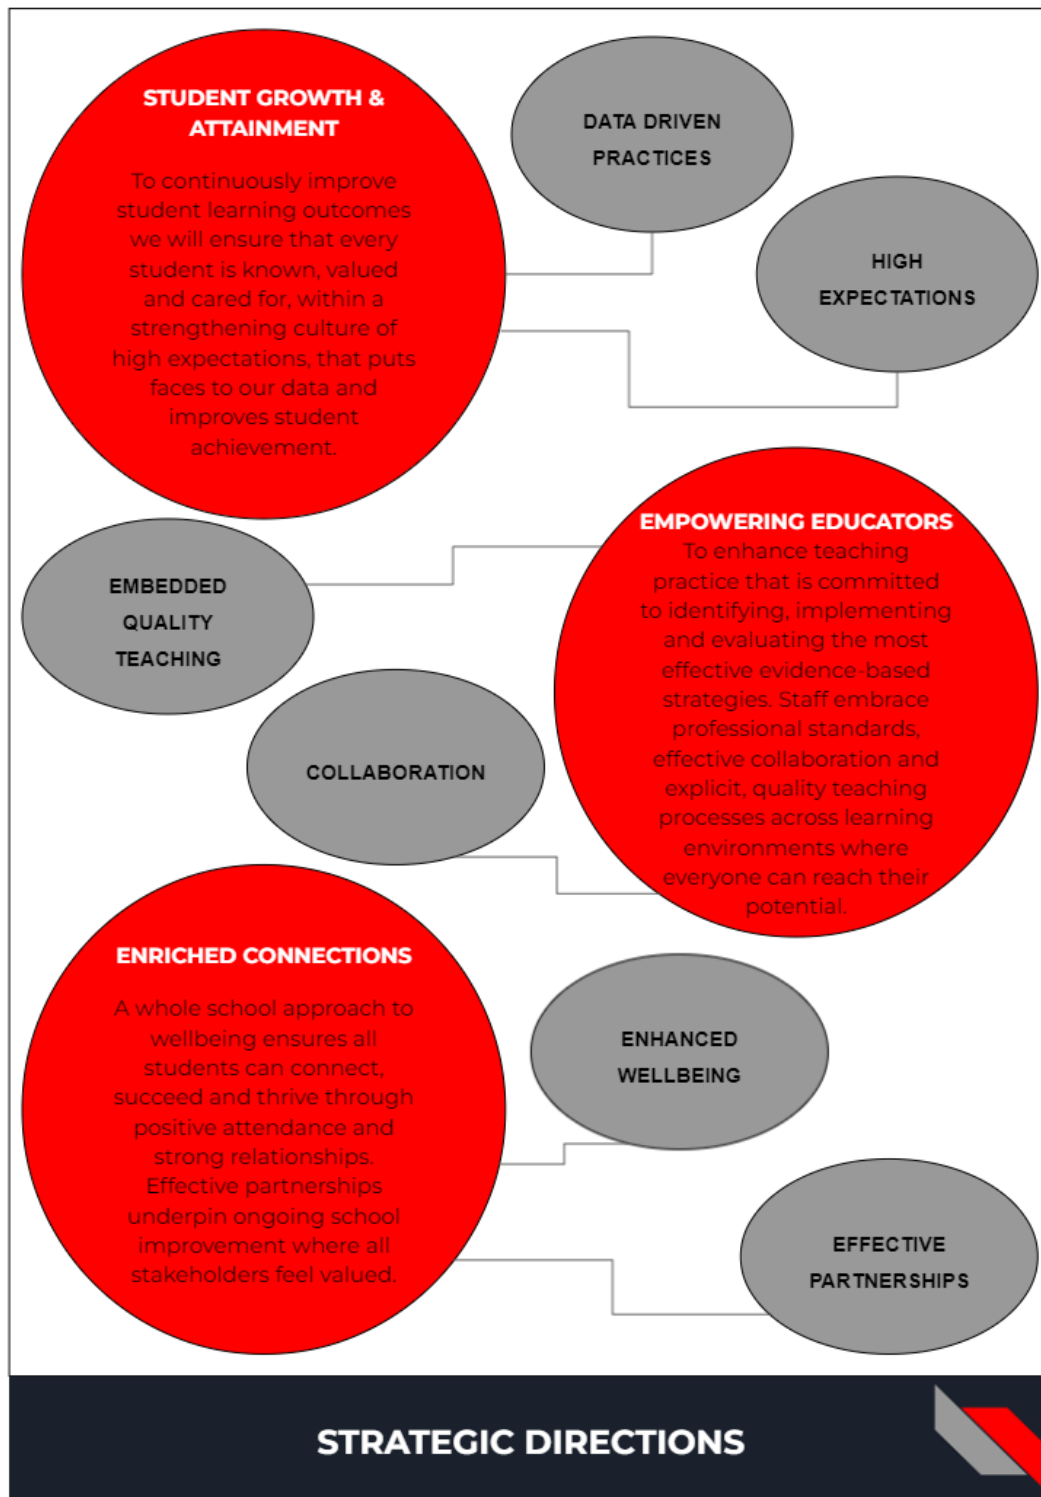 STUDENT GROWTH &
ATTAINMENT
To continuously improve
student learning outcomes
we will ensure that every
student is known, valued
and cared for, within a
strengthening culture of
high expectations, that puts
faces to our data and
improves student
achievement.
DATA DRIVEN
PRACTICES
HIGH
EXPECTATIONS
EMPOWERING EDUCATORS
To enhance teaching
practice that is committed
to identifying, implementing
and evaluating the most
effective evidence-based
strategies. Staff embrace
professional standards,
effective collaboration and
explicit, quality teaching
processes across learning
environments where
everyone can reach their
potential.
EMBEDDED
QUALITY
TEACHING
COLLABORATION
ENRICHED CONNECTIONS
A whole school approach to
wellbeing ensures all
students can connect,
succeed and thrive through
positive attendance and
strong relationships.
Effective partnerships
underpin ongoing school
improvement where all
stakeholders feel valued.
ENHANCED
WELLBEING
EFFECTIVE
PARTNERSHIPS
STRATEGIC DIRECTIONS